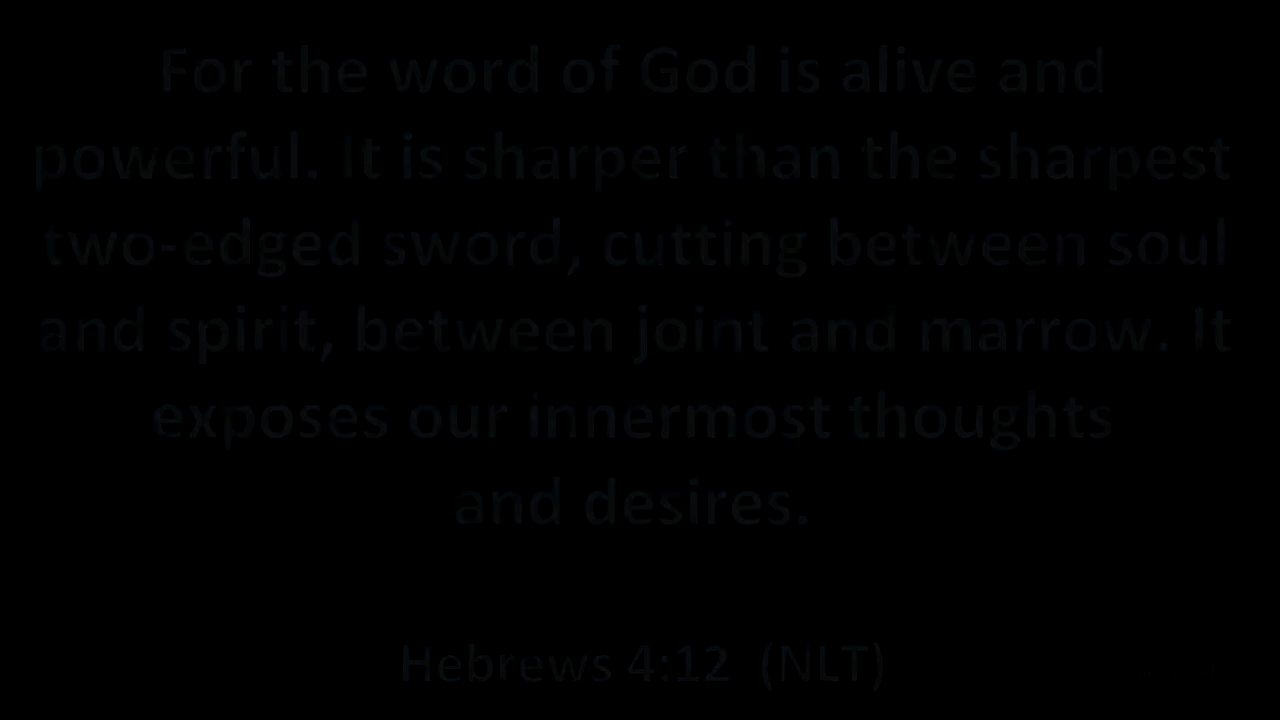 For the word of God is alive and
powerful. It is sharper than the sharpest
two-edged sword, cutting between soul
and spirit, between joint and marrow. It
exposes our innermost thoughts
and desires.
Hebrews 4:12 (NLT)